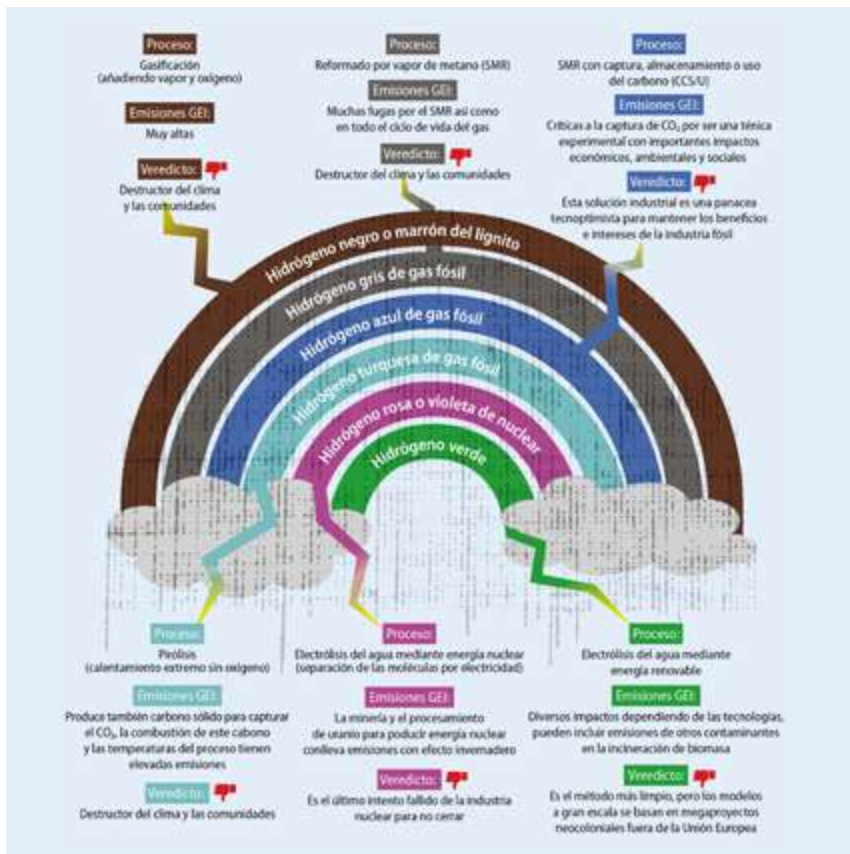 Proceso:
Gasificación
(añadiendo vapor y oxígeno)
Emisiones GEI:
Muy altas
Veredicto:
Destructor del clima
y las comunidades
Proceso:
Reformado por vapor de metano (SMR)
Emisiones GEI:
Muchas fugas por el SMR así como
en todo el ciclo de vida del gas
Veredicto:
Destructor del clima y las comunidades
Proceso:
SMR con captura, almacenamiento o uso
del carbono (CCS/U)
Emisiones GEI:
Críticas a la captura de CO₂ por ser una ténica
experimental con importantes impactos
económicos, ambientales y sociales
Veredicto:
Esta solución industrial es una panacea
tecnoptimista para mantener los beneficios
e intereses de la industria fósil
Hidrógeno negro o marrón del lignito
Hidrógeno gris de gas fósil
Hidrógeno azul de gas fósil
Hidrógeno turquesa de gas fósil
Hidrógeno rosa o violeta de nuclear
Hidrógeno verde
Proceso:
Pirólisis
(calentamiento extremo sin oxígeno)
Emisiones GEI:
Produce también carbono sólido para capturar
el CO₂, la combustión de este cabono
y las temperaturas del proceso tienen
elevadas emisiones
Veredicto:
Destructor del clima y las comunidades
Proceso:
Electrólisis del agua mediante energía nuclear
(separación de las moléculas por electricidad)
Emisiones GEI:
La minería y el procesamiento
de uranio para poducir energía nuclear
conlleva emisiones con efecto invernadero
Veredicto:
Es el último intento fallido de la industria
nuclear para no cerrar
Proceso:
Electrólisis del agua mediante
energía renovable
Emisiones GEI:
Diversos impactos dependiendo de las tecnologías,
pueden incluir emisiones de otros contaminantes
en la incineración de biomasa
Veredicto:
Es el método más limpio, pero los modelos
a gran escala se basan en megaproyectos
neocoloniales fuera de la Unión Europea